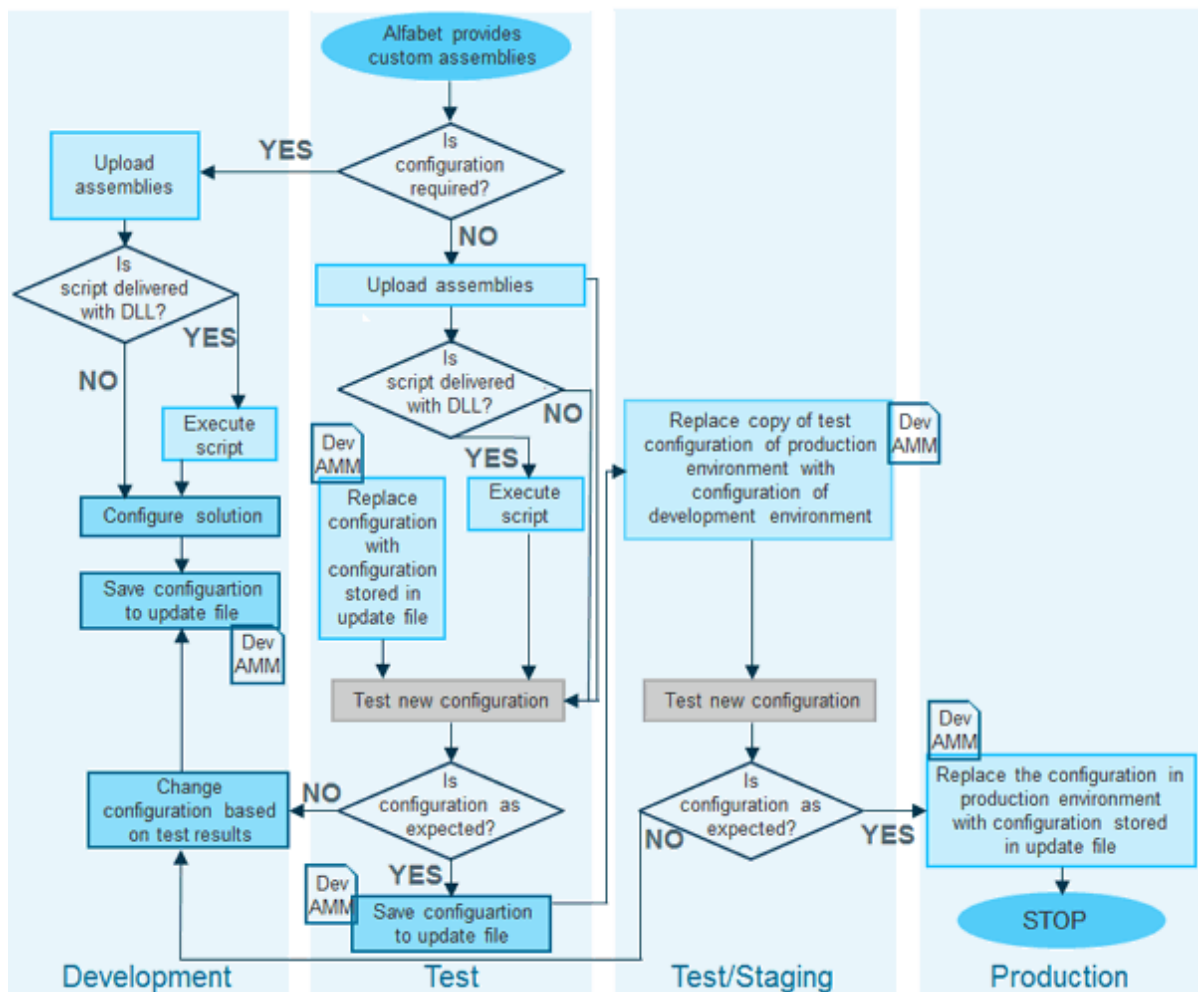 Alfabet provides
custom assemblies
Is
configuration
required?
YES
NO
Upload
assemblies
Is
script delivered
with DLL?
YES
NO
Execute
script
Configure solution
Save configuartion
to update file
Dev
AMM
Change
configuration based
on test results
Upload assemblies
Is
script delivered
with DLL?
NO
YES
Execute
script
Dev
AMM
Replace
configuration
with
configuration
stored in
update file
Test new configuration
Is
configuration as
expected?
NO
YES
Dev
AMM
Save configuartion
to update file
Replace copy of test
configuration of production
environment with
configuration of
development environment
Dev
AMM
Test new configuration
Is
configuration as
expected?
NO
YES
Dev
AMM
Replace the configuration in
production environment
with configuration stored
in update file
STOP
Development
Test
Test/Staging
Production